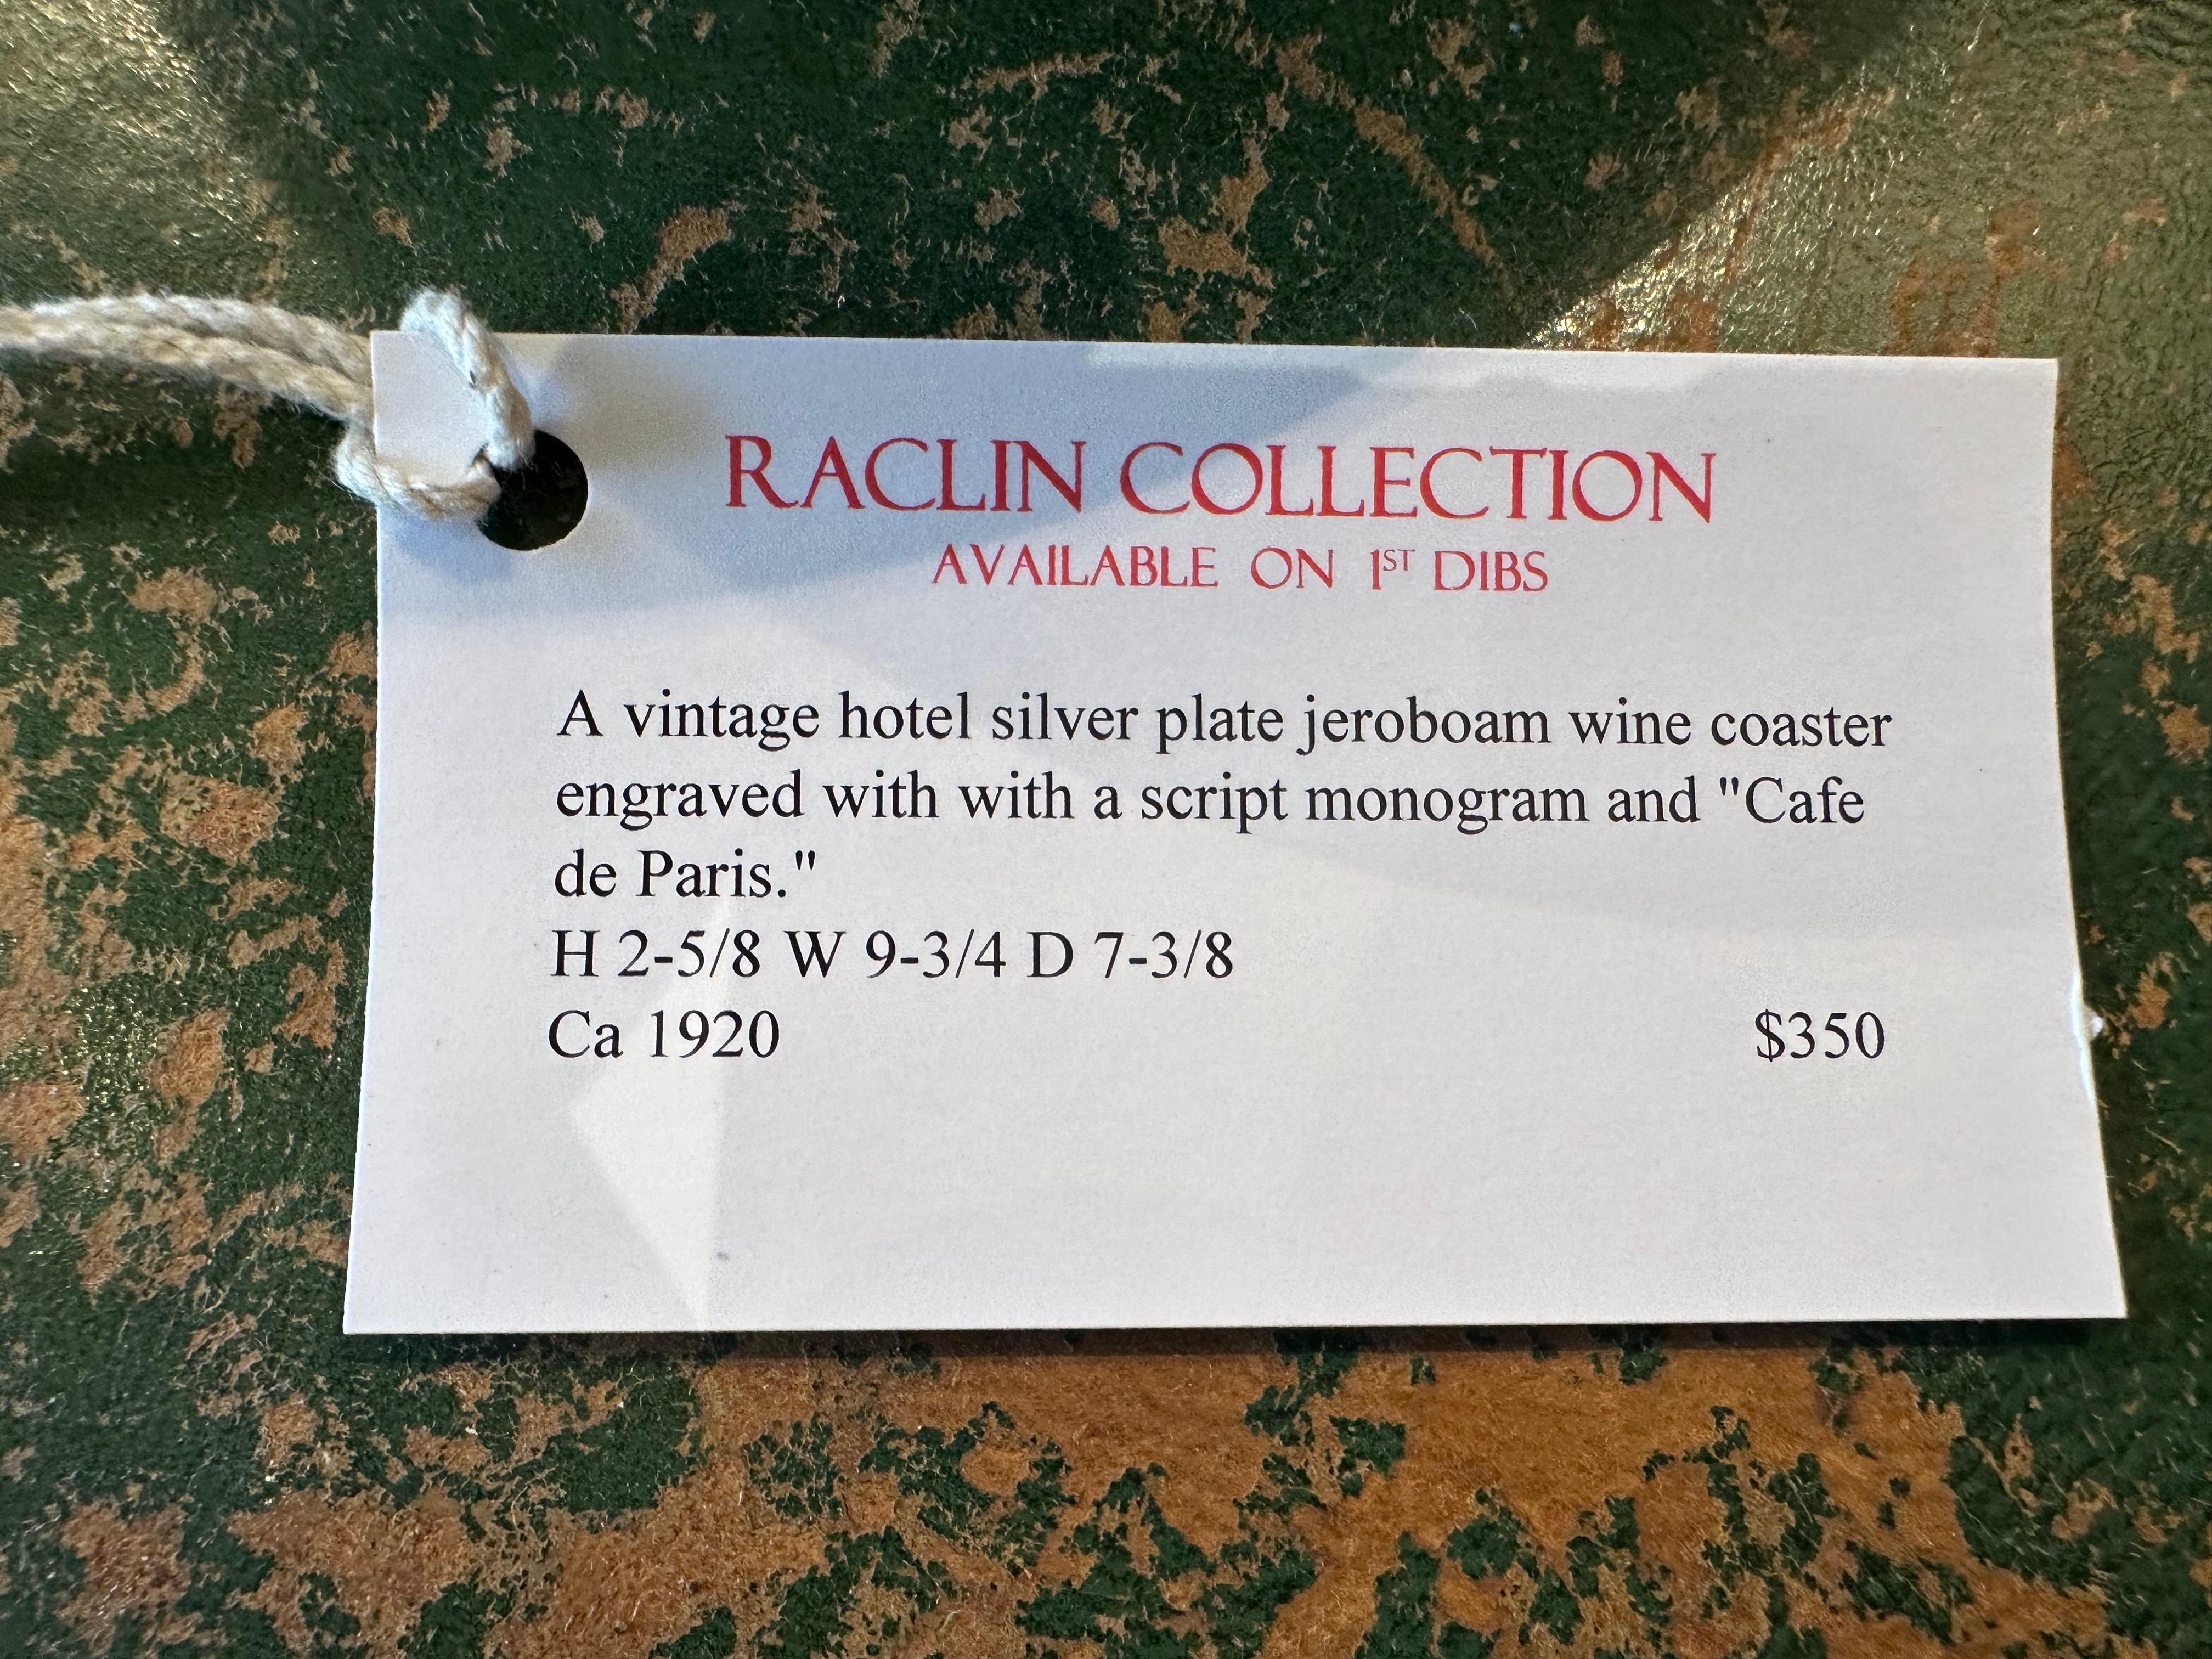 RACLIN COLLECTION
AVAILABLE ON 1ST DIBS
A vintage hotel silver plate jeroboam wine coaster
engraved with with a script monogram and "Cafe
de Paris."
H 2-5/8 W 9-3/4 D 7-3/8
Ca 1920 $350